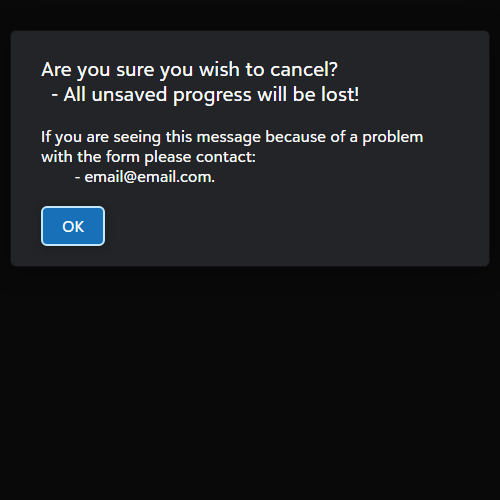 Are you sure you wish to cancel?
- All unsaved progress will be lost!
If you are seeing this message because of a problem
with the form please contact:
- email@email.com.
OK